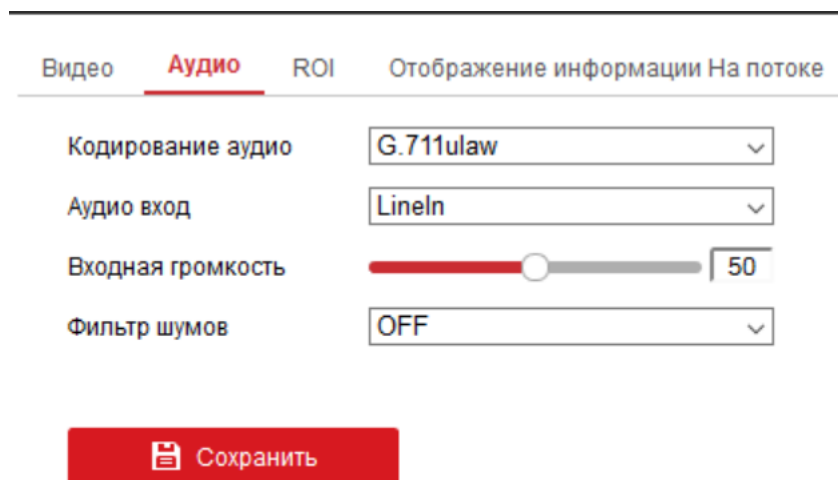 Видео Аудио ROI Отображение информации На потоке
Кодирование аудио G.711ulaw
Аудио вход LineIn
Входная громкость 50
Фильтр шумов OFF
Сохранить